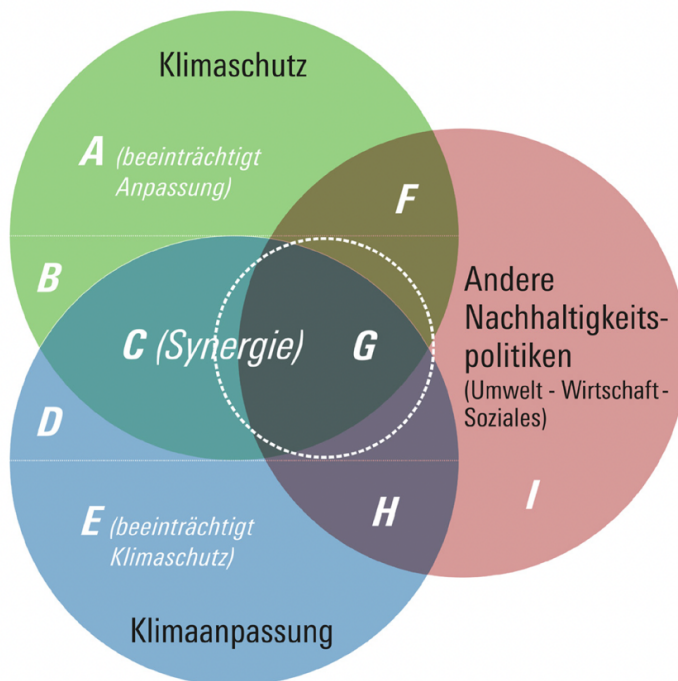 Klimaschutz
A (beeinträchtigt
Anpassung)
F
B
Andere
Nachhaltigkeits-
politiken
(Umwelt - Wirtschaft -
Soziales)
C (Synergie)
G
D
E (beeinträchtigt
Klimaschutz)
H
I
Klimaanpassung